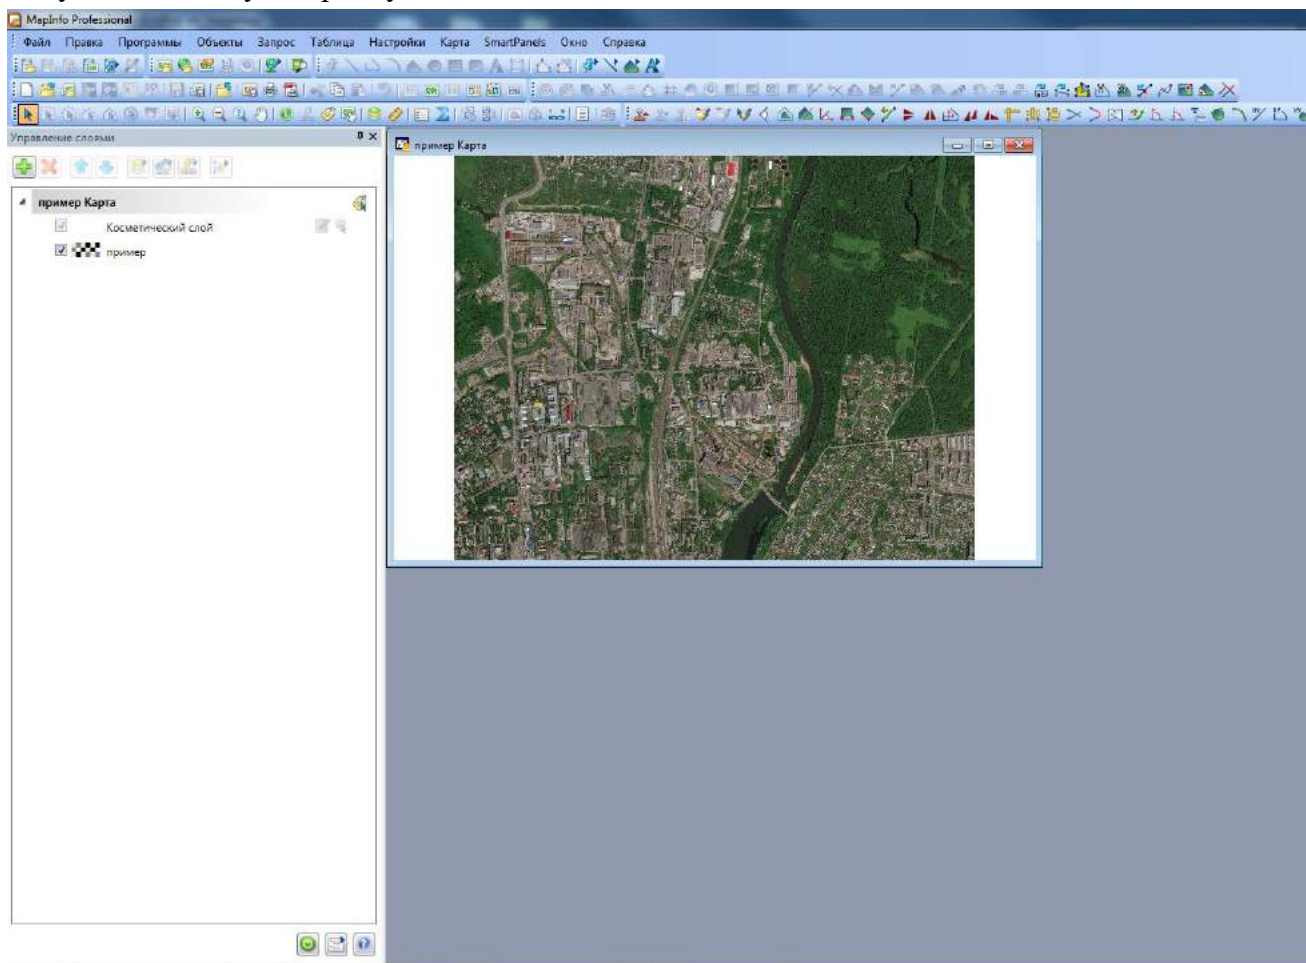 MapInfo Professional
Файл Правка Программы Объекты Запрос Таблица Настройки Карта SmartPanels Окно Справка
Управление слоями
пример Карта
пример Карта
Косметический слой
пример